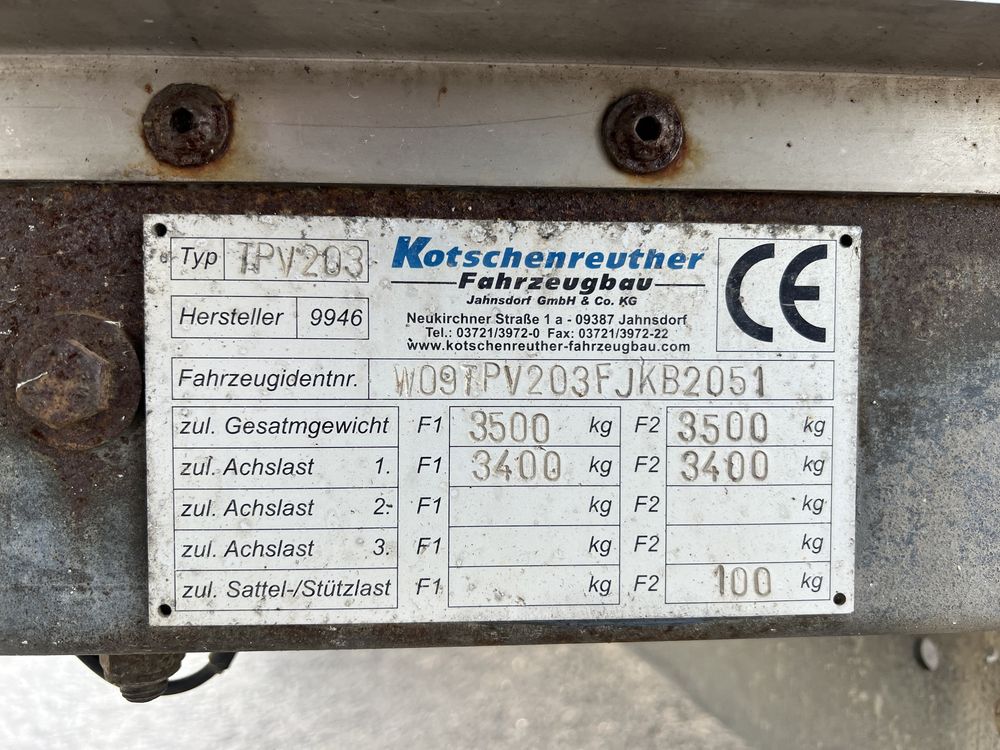 Typ TPV203
Kotschenreuther
Fahrzeugbau
Jahnsdorf GmbH & Co. KG
Hersteller 9946
Neukirchner Straße 1 a - 09387 Jahnsdorf
Tel.: 03721/3972-0 Fax: 03721/3972-22
www.kotschenreuther-fahrzeugbau.com
CE
Fahrzeugidentnr. W09TPV203FJKB2051
zul. Gesatmgewicht F1 3500 kg F2 3500 kg
zul. Achslast 1. F1 3400 kg F2 3400 kg
zul. Achslast 2. F1 kg F2 kg
zul. Achslast 3. F1 kg F2 kg
zul. Sattel-/Stützlast F1 kg F2 100 kg